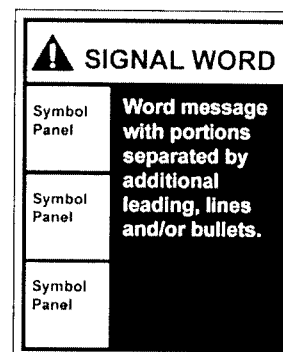 SIGNAL WORD
Symbol
Panel
Word message
with portions
separated by
additional
leading, lines
and/or bullets.
Symbol
Panel
Symbol
Panel